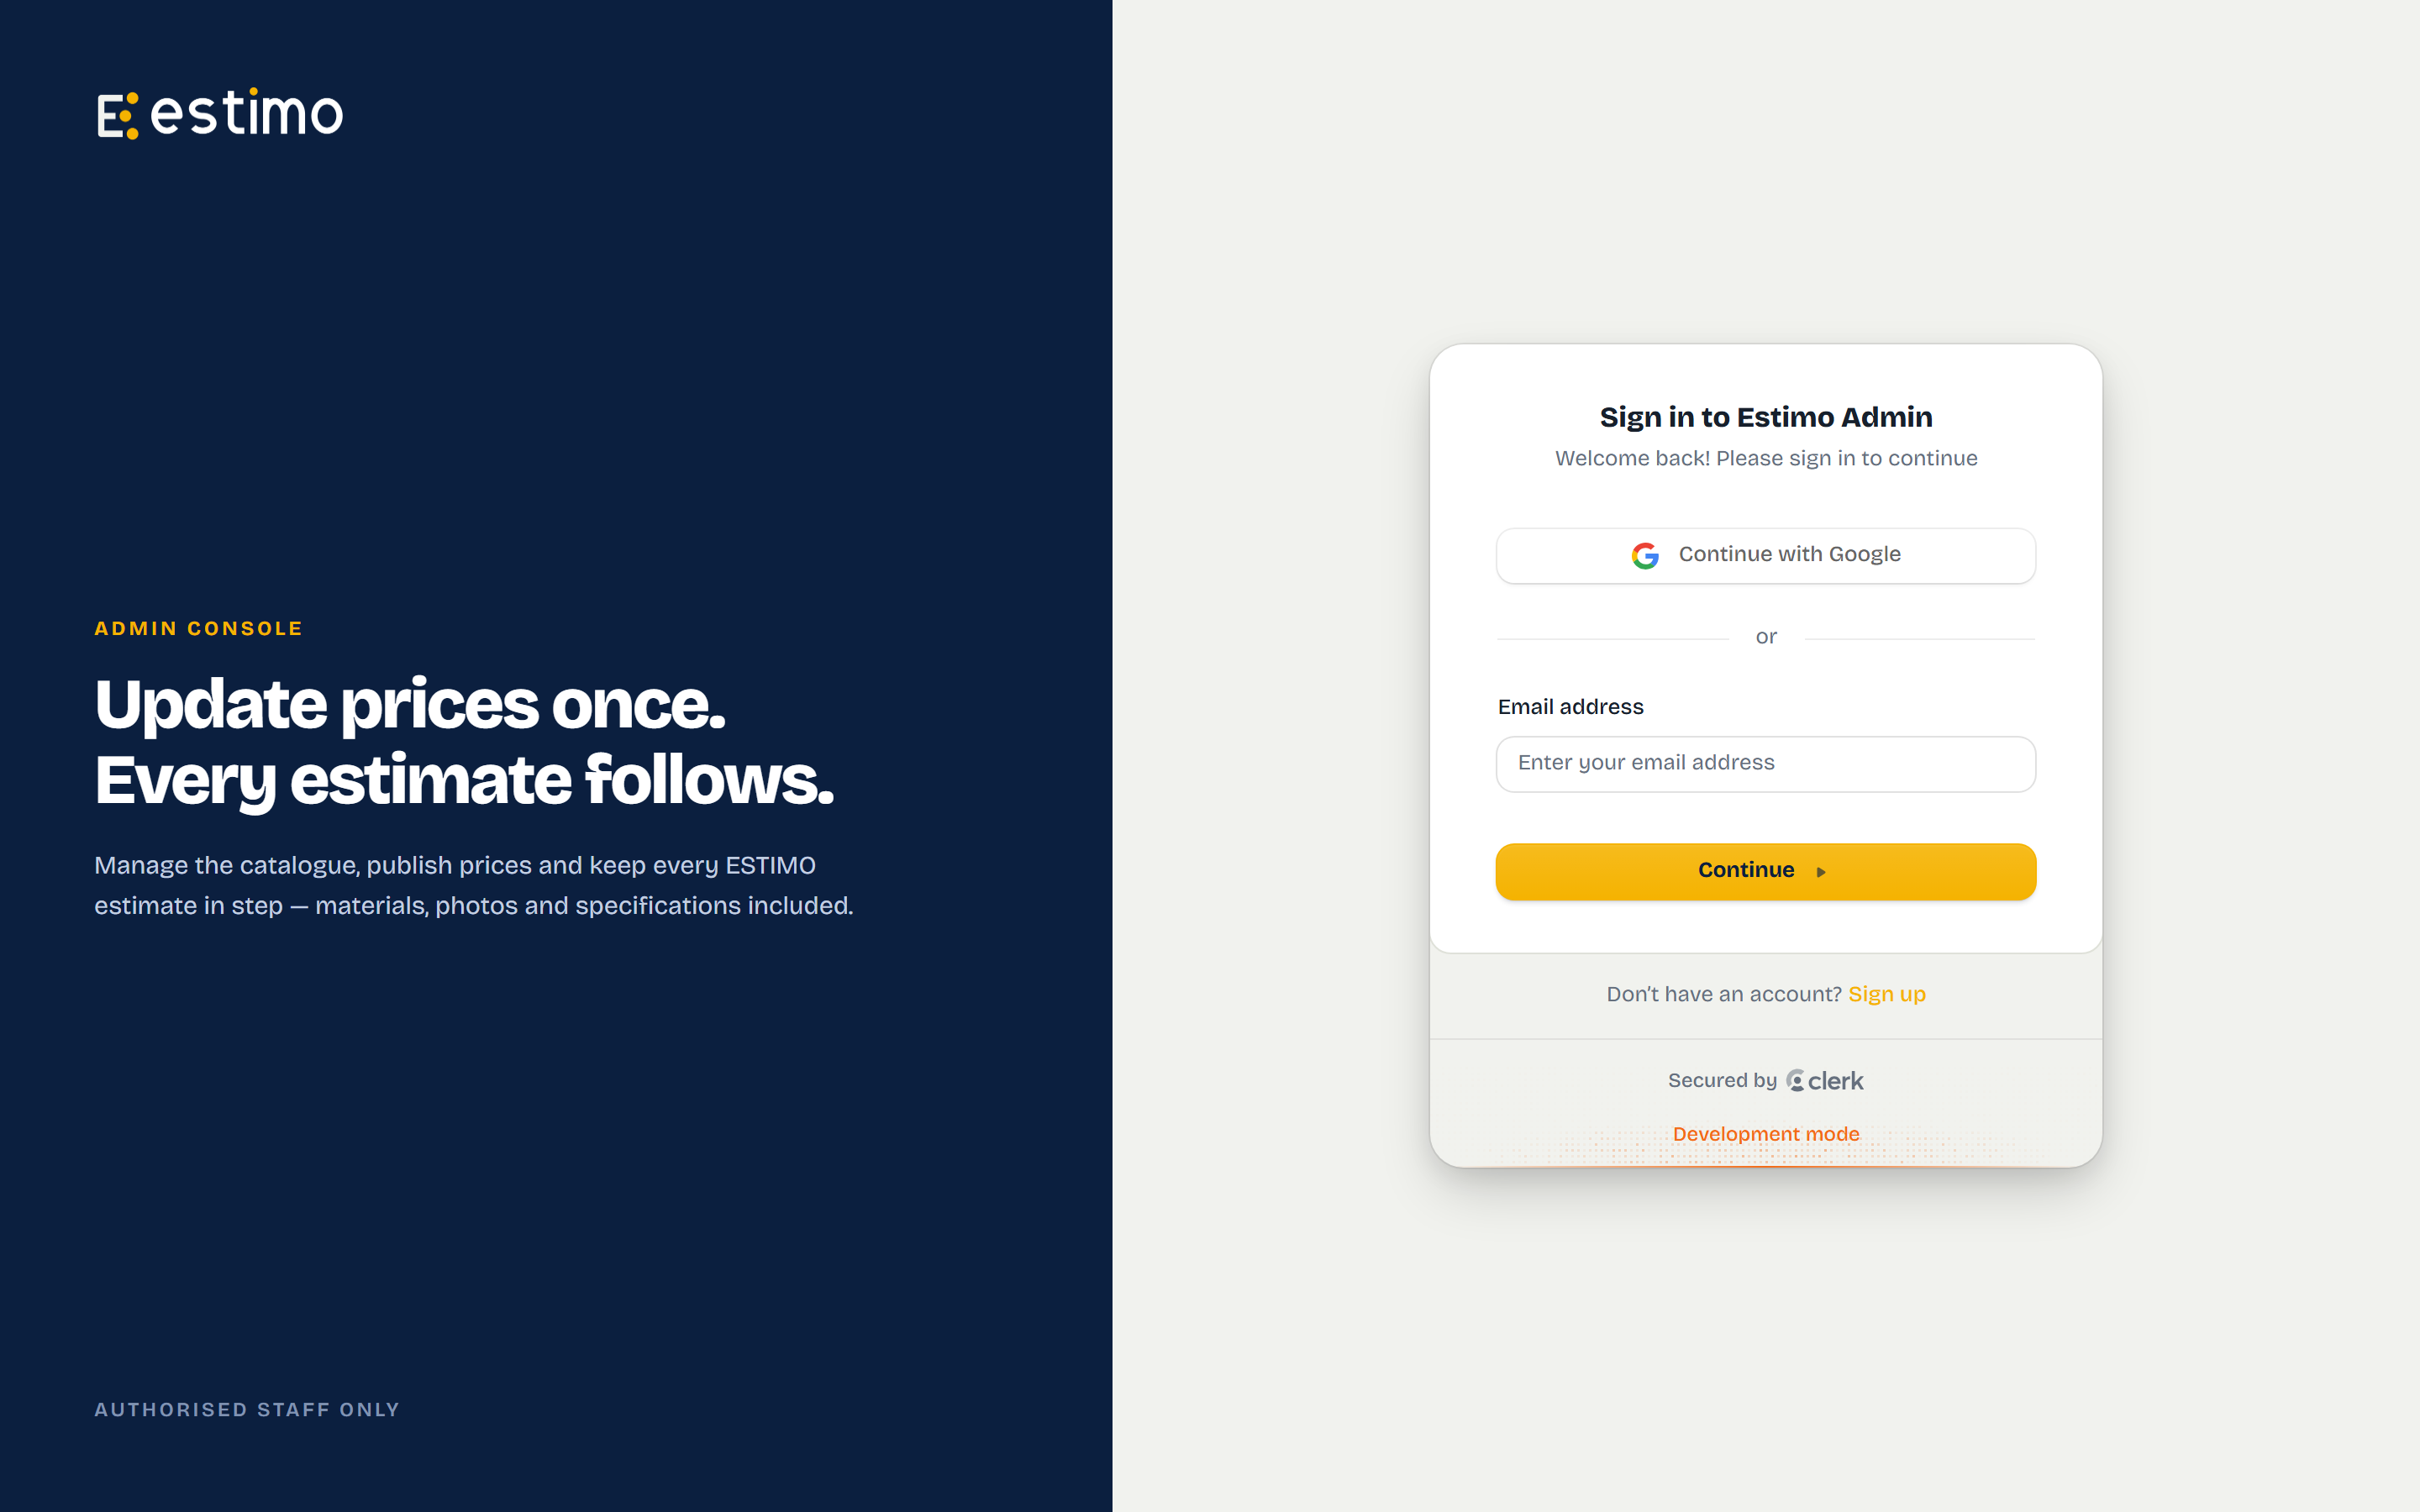 E estimo
ADMIN CONSOLE
Update prices once.
Every estimate follows.
Manage the catalogue, publish prices and keep every ESTIMO
estimate in step — materials, photos and specifications included.
AUTHORISED STAFF ONLY
Sign in to Estimo Admin
Welcome back! Please sign in to continue
Continue with Google
or
Email address
Enter your email address
Continue
Don’t have an account? Sign up
Secured by clerk
Development mode